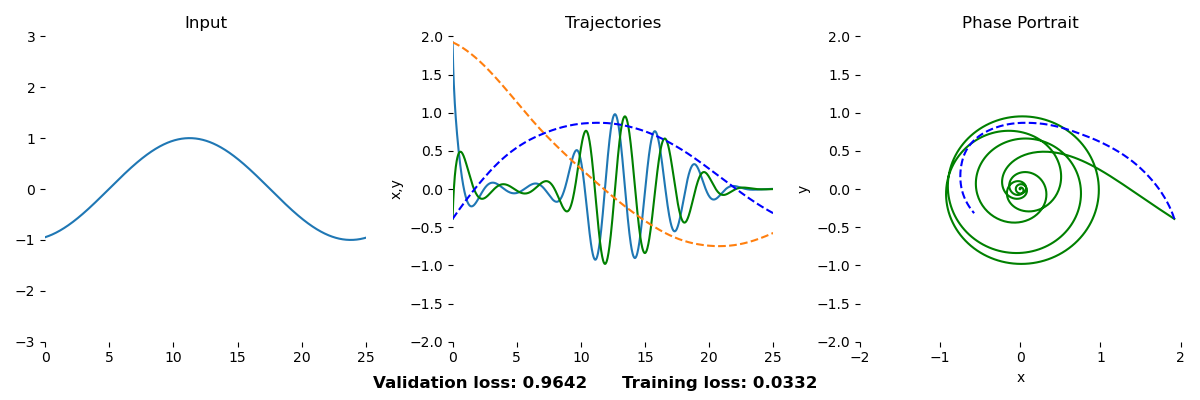 Input
3
2
1
0
−1
−2
−3
0 5 10 15 20 25
Trajectories
x,y
2.0
1.5
1.0
0.5
0.0
−0.5
−1.0
−1.5
−2.0
0 5 10 15 20 25
Phase Portrait
y
2.0
1.5
1.0
0.5
0.0
−0.5
−1.0
−1.5
−2.0
−2 −1 0 1 2
x
Validation loss: 0.9642 Training loss: 0.0332